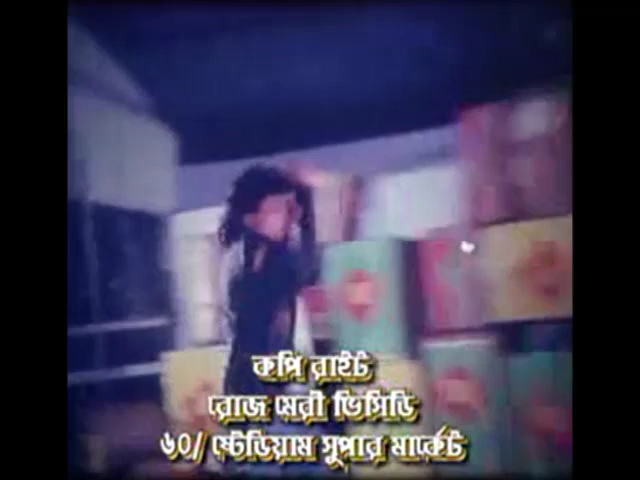 কপি রাইট
রোজ মেরী ভিসিডি
৬০/ ষ্টেডিয়াম সুপার মার্কেট